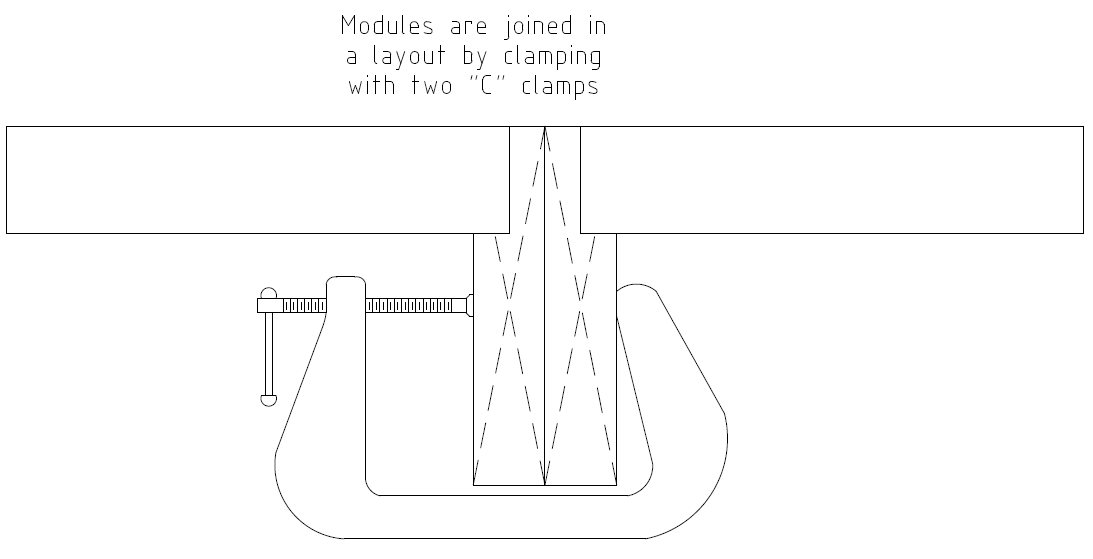 Modules are joined in
a layout by clamping
with two "C" clamps